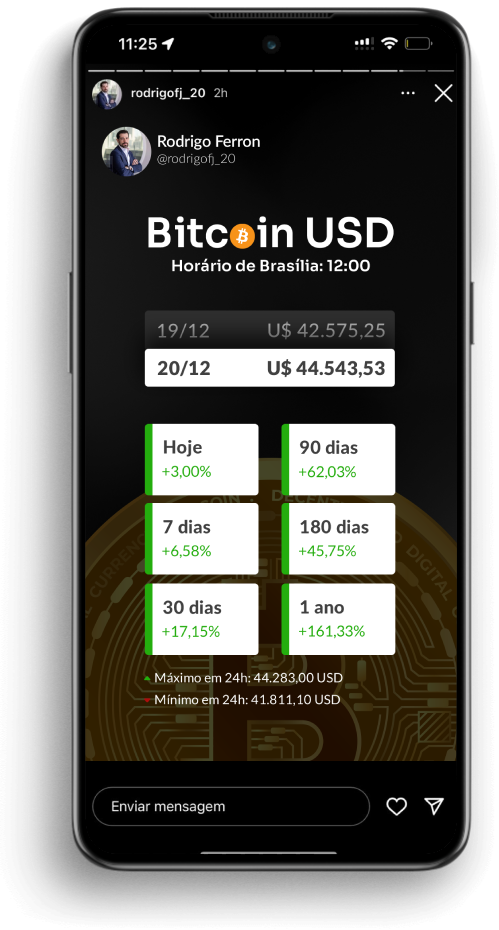 11:25
rodrigofj_20 2h
Rodrigo Ferron
@rodrigofj_20
Bitcoin USD
Horário de Brasília: 12:00
19/12 U$ 42.575,25
20/12 U$ 44.543,53
Hoje
+3,00%
90 dias
+62,03%
7 dias
+6,58%
180 dias
+45,75%
30 dias
+17,15%
1 ano
+161,33%
Máximo em 24h: 44.283,00 USD
Mínimo em 24h: 41.811,10 USD
Enviar mensagem